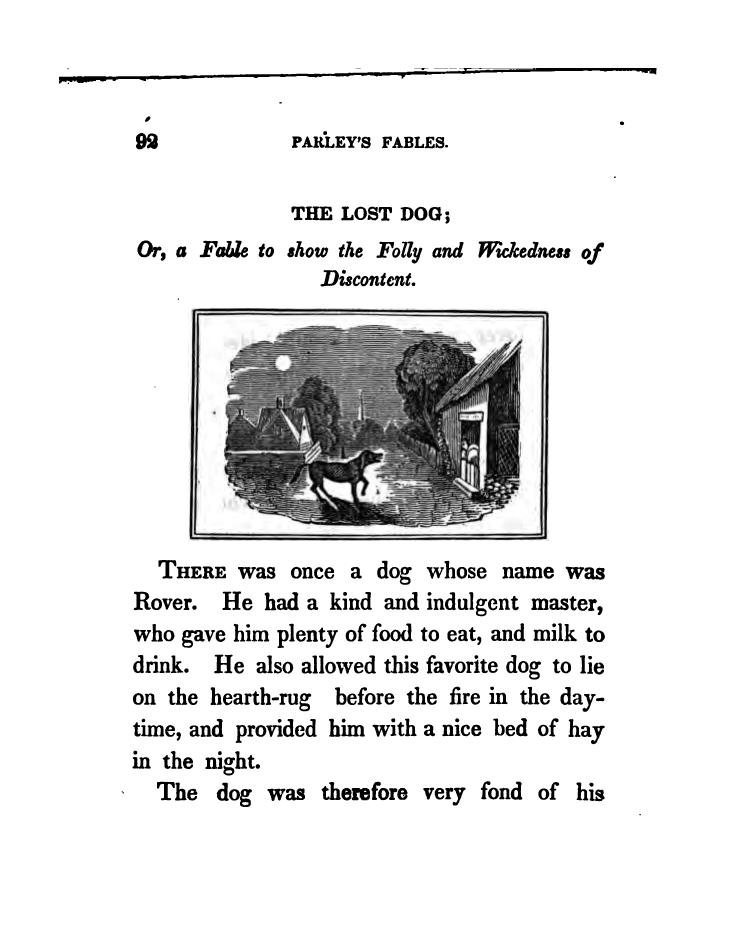 92
PARLEY'S FABLES.
THE LOST DOG;
Or, a Fable to show the Folly and Wickedness of
Discontent.
THERE was once a dog whose name was
Rover. He had a kind and indulgent master,
who gave him plenty of food to eat, and milk to
drink. He also allowed this favorite dog to lie
on the hearth-rug before the fire in the day-
time, and provided him with a nice bed of hay
in the night.
The dog was therefore very fond of his